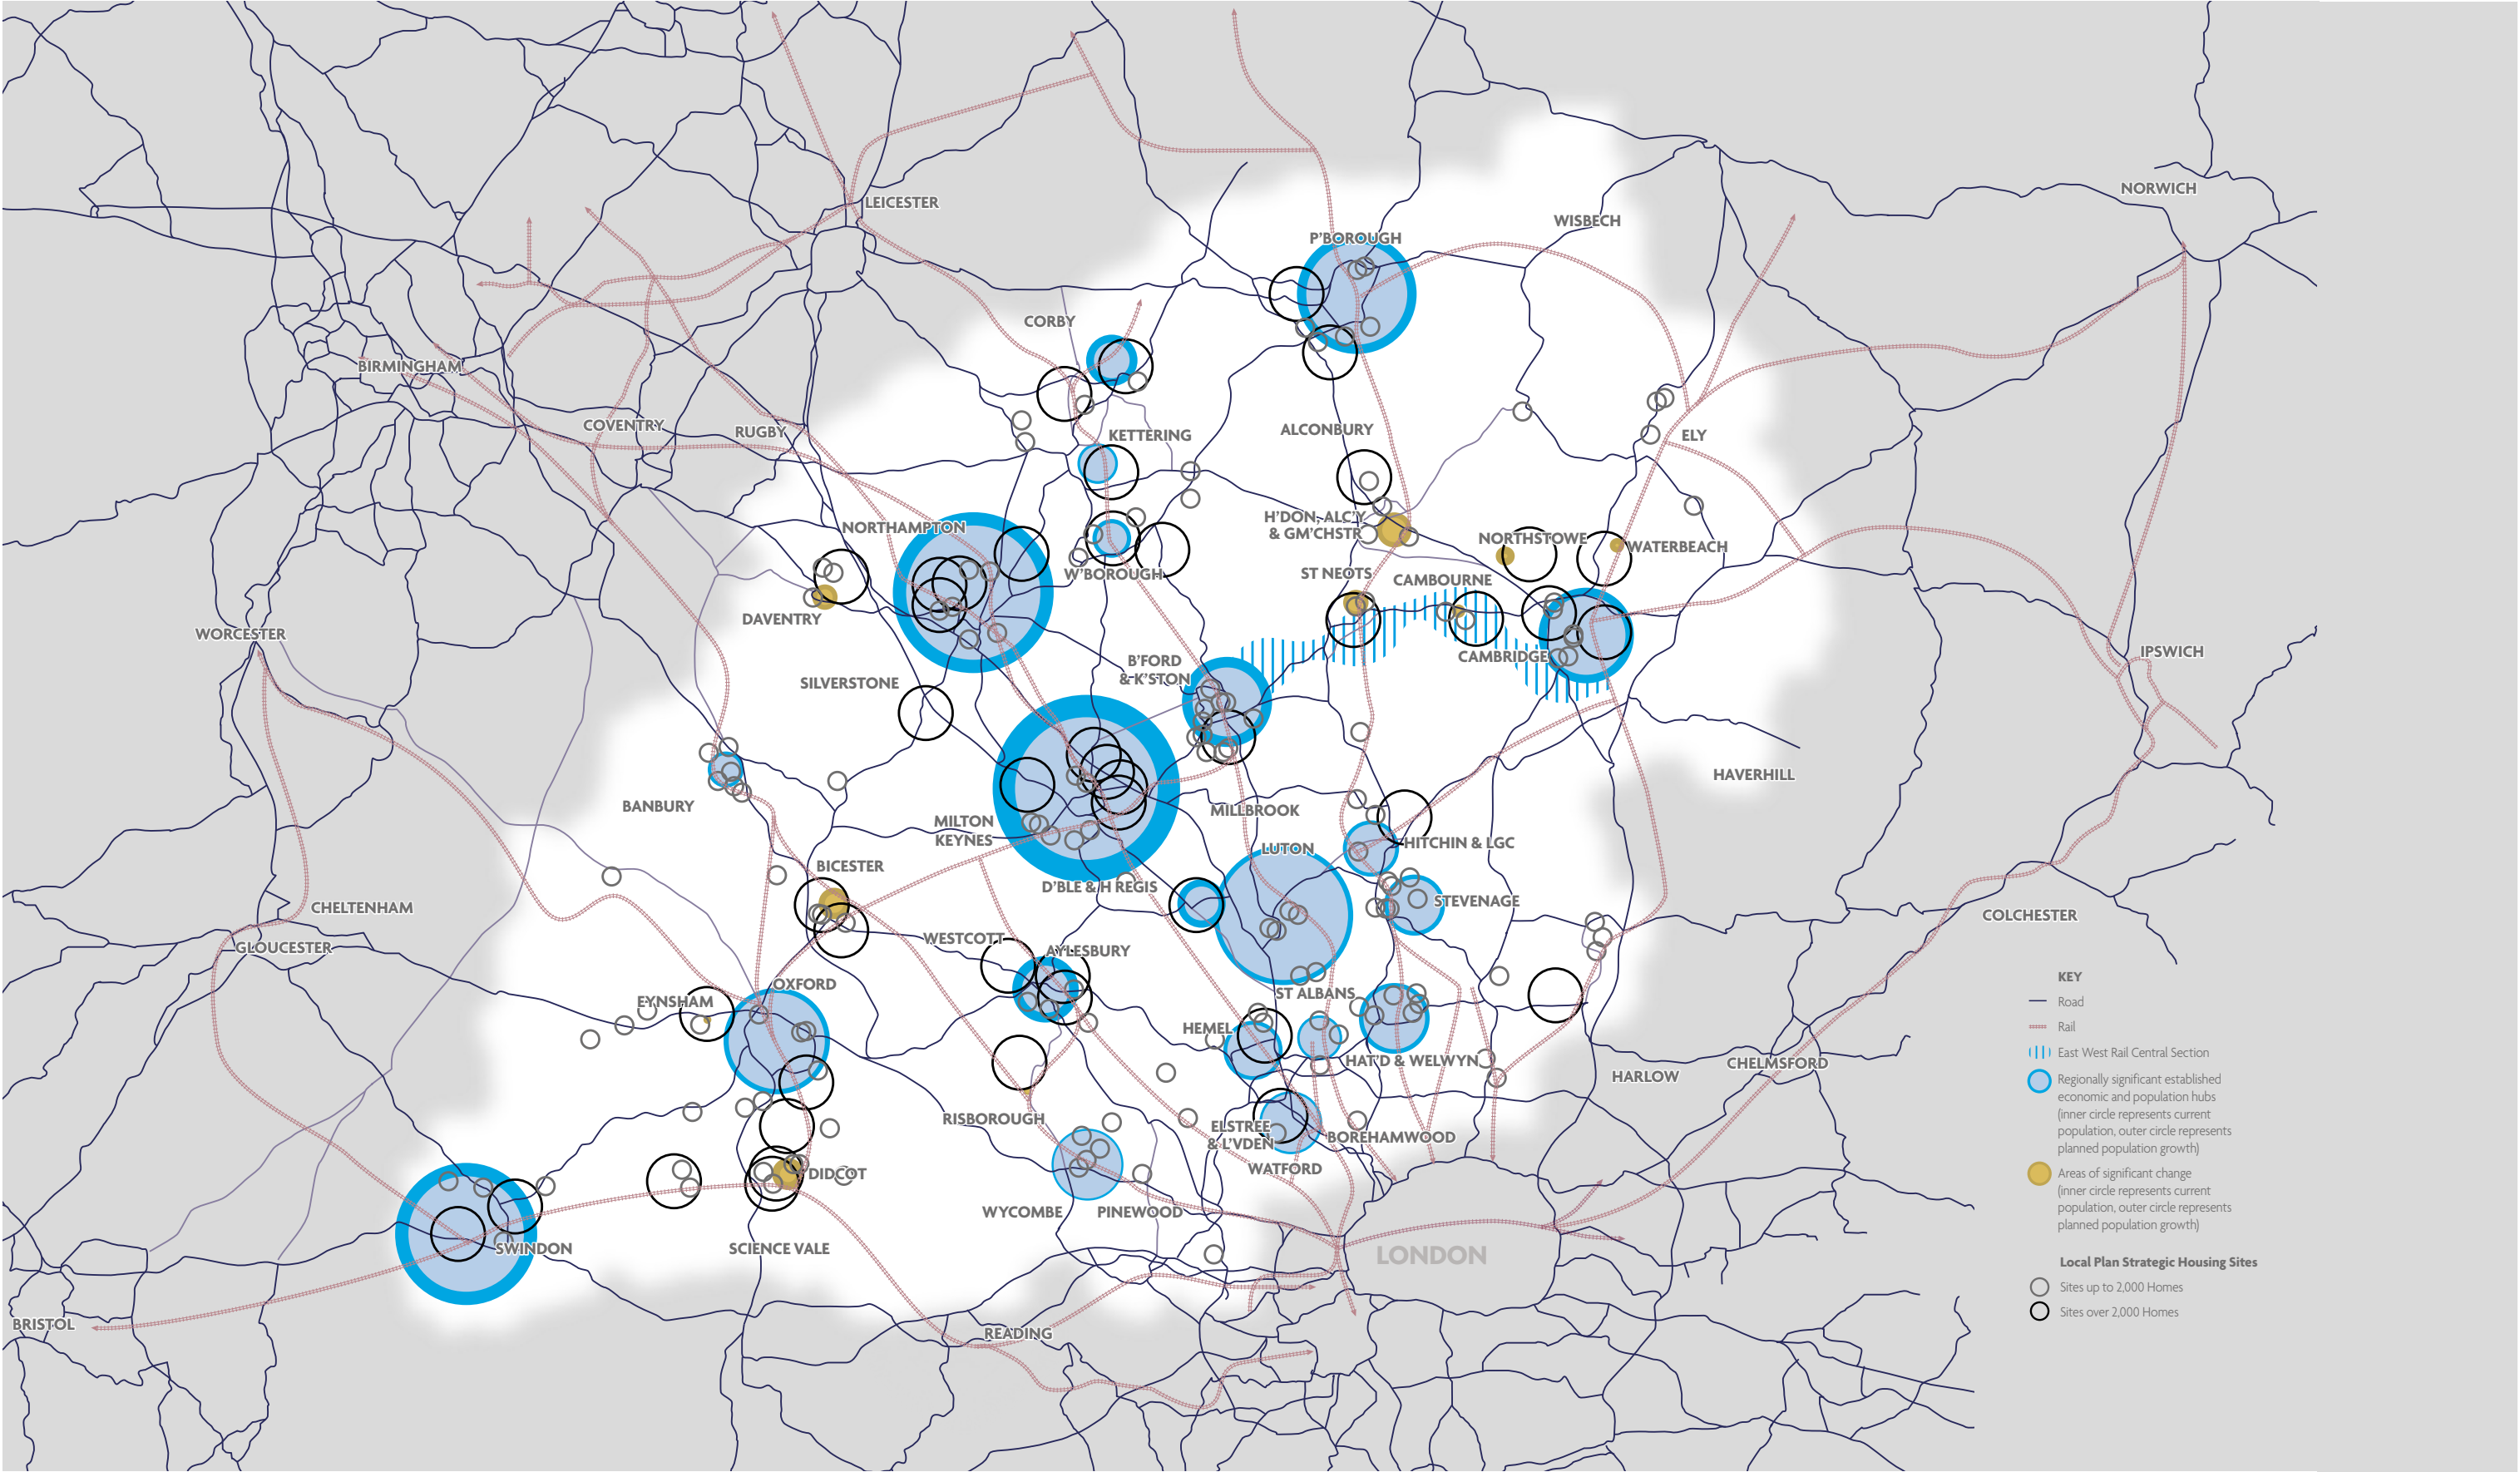 NORWICH
LEICESTER
WISBECH
P'BOROUGH
CORBY
BIRMINGHAM
COVENTRY
RUGBY
KETTERING
ALCONBURY
ELY
NORTHAMPTON
H'DON, ALC'Y
& GM'CHSTR
NORTHSTOWE
WATERBEACH
W'BOROUGH
ST NEOTS
CAMBOURNE
DAVENTRY
WORCESTER
CAMBRIDGE
IPSWICH
B'FORD
& K'STON
SILVERSTONE
HAVERHILL
BANBURY
MILTON
KEYNES
MILLBROOK
HITCHIN & LGC
LUTON
BICESTER
D'BLE & H REGIS
STEVENAGE
CHELTENHAM
COLCHESTER
GLOUCESTER
WESTCOTT
AYLESBURY
OXFORD
EYNSHAM
ST ALBANS
HEMEL
HAT'D & WELWYN
HARLOW
CHELMSFORD
RISBOROUGH
ELSTREE
& L'VDEN
BOREHAMWOOD
WATFORD
DIDCOT
WYCOMBE
PINEWOOD
SWINDON
SCIENCE VALE
LONDON
BRISTOL
READING
KEY
Road
Rail
East West Rail Central Section
Regionally significant established
economic and population hubs
(inner circle represents current
population, outer circle represents
planned population growth)
Areas of significant change
(inner circle represents current
population, outer circle represents
planned population growth)
Local Plan Strategic Housing Sites
Sites up to 2,000 Homes
Sites over 2,000 Homes